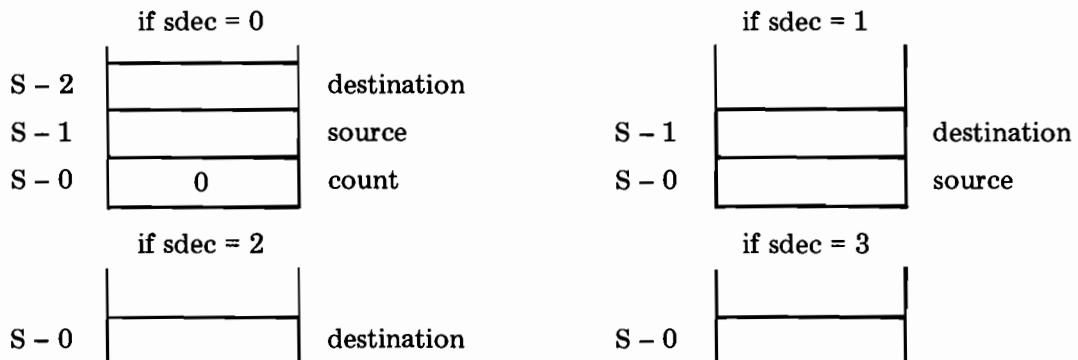 if sdec = 0
S – 2 destination
S – 1 source
S – 0 0 count
if sdec = 1
S – 1 destination
S – 0 source
if sdec = 2
S – 0 destination
if sdec = 3
S – 0